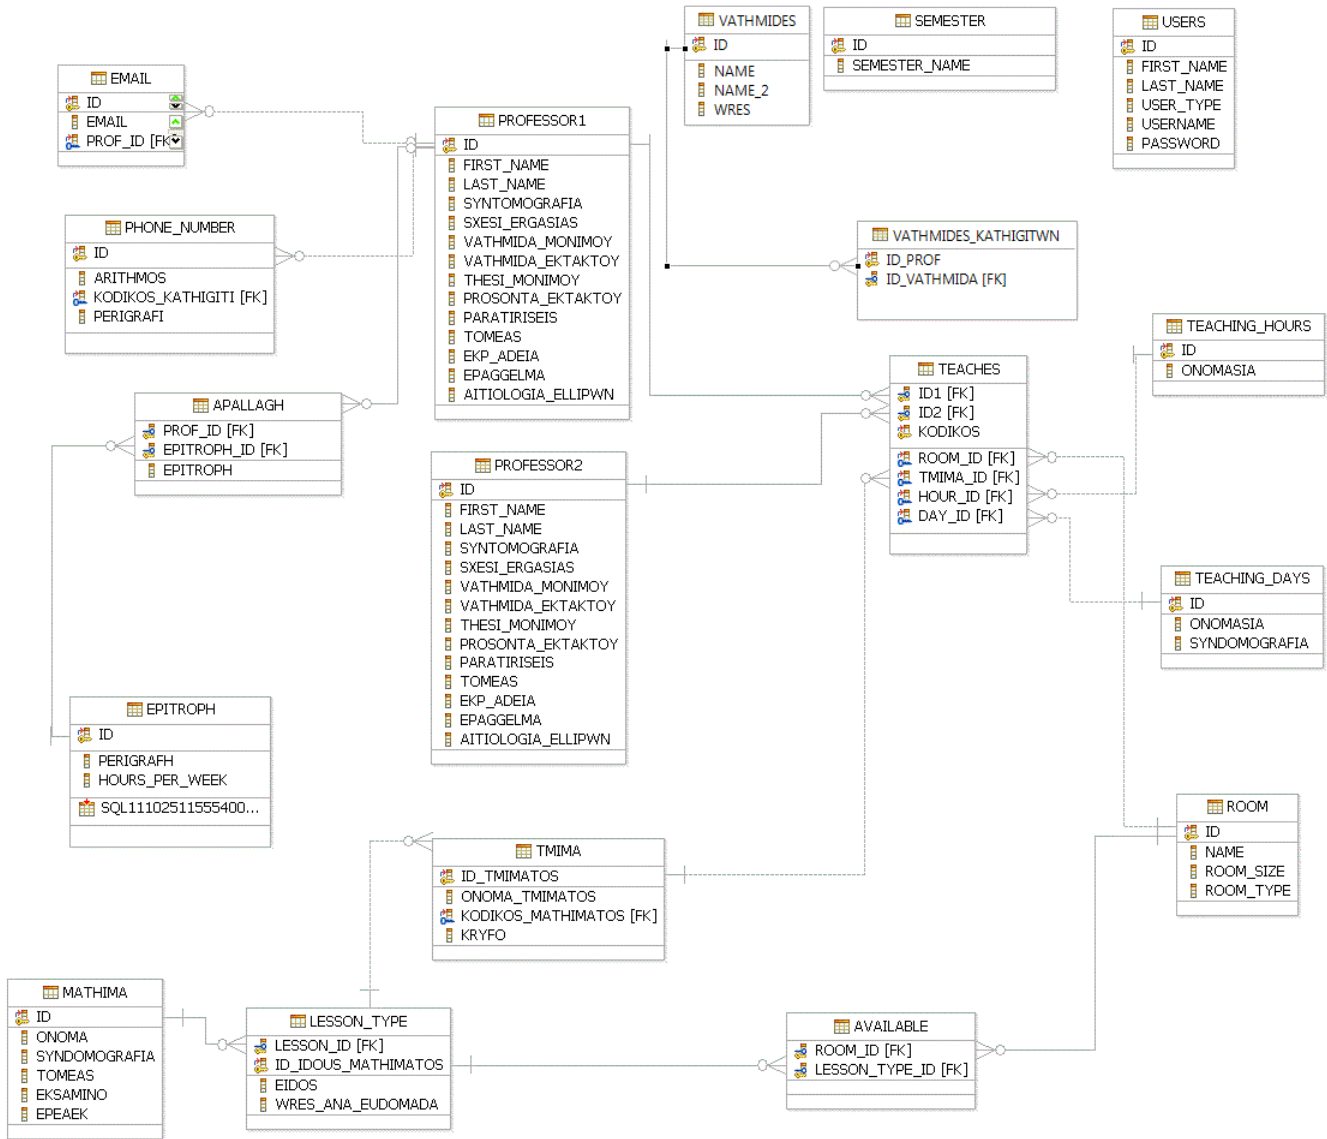 VATHMIDES
ID
NAME
NAME_2
WRES
SEMESTER
ID
SEMESTER_NAME
USERS
ID
FIRST_NAME
LAST_NAME
USER_TYPE
USERNAME
PASSWORD
EMAIL
ID
EMAIL
PROF_ID [FK
PROFESSOR1
ID
FIRST_NAME
LAST_NAME
SYNTOMOGRAFIA
SXESI_ERGASIAS
VATHMIDA_MONIMOY
VATHMIDA_EKTAKTOY
THESI_MONIMOY
PROSONTA_EKTAKTOY
PARATIRISEIS
TOMEAS
EKP_ADEIA
EPAGGELMA
AITIOLOGIA_ELLIPWN
PHONE_NUMBER
ID
ARITHMOS
KODIKOS_KATHIGITI [FK]
PERIGRAFI
VATHMIDES_KATHIGITWN
ID_PROF
ID_VATHMIDA [FK]
TEACHING_HOURS
ID
ONOMASIA
TEACHES
ID1 [FK]
ID2 [FK]
KODIKOS
ROOM_ID [FK]
TMIMA_ID [FK]
HOUR_ID [FK]
DAY_ID [FK]
APALLAGH
PROF_ID [FK]
EPITROPH_ID [FK]
EPITROPH
PROFESSOR2
ID
FIRST_NAME
LAST_NAME
SYNTOMOGRAFIA
SXESI_ERGASIAS
VATHMIDA_MONIMOY
VATHMIDA_EKTAKTOY
THESI_MONIMOY
PROSONTA_EKTAKTOY
PARATIRISEIS
TOMEAS
EKP_ADEIA
EPAGGELMA
AITIOLOGIA_ELLIPWN
TEACHING_DAYS
ID
ONOMASIA
SYNDOMOGRAFIA
EPITROPH
ID
PERIGRAFH
HOURS_PER_WEEK
SQL11102511555400...
ROOM
ID
NAME
ROOM_SIZE
ROOM_TYPE
TMIMA
ID_TMIMATOS
ONOMA_TMIMATOS
KODIKOS_MATHIMATOS [FK]
KRYFO
MATHIMA
ID
ONOMA
SYNDOMOGRAFIA
TOMEAS
EKSAMINO
EPEAEK
LESSON_TYPE
LESSON_ID [FK]
ID_IDOUS_MATHIMATOS
EIDOS
WRES_ANA_EUDOMADA
AVAILABLE
ROOM_ID [FK]
LESSON_TYPE_ID [FK]